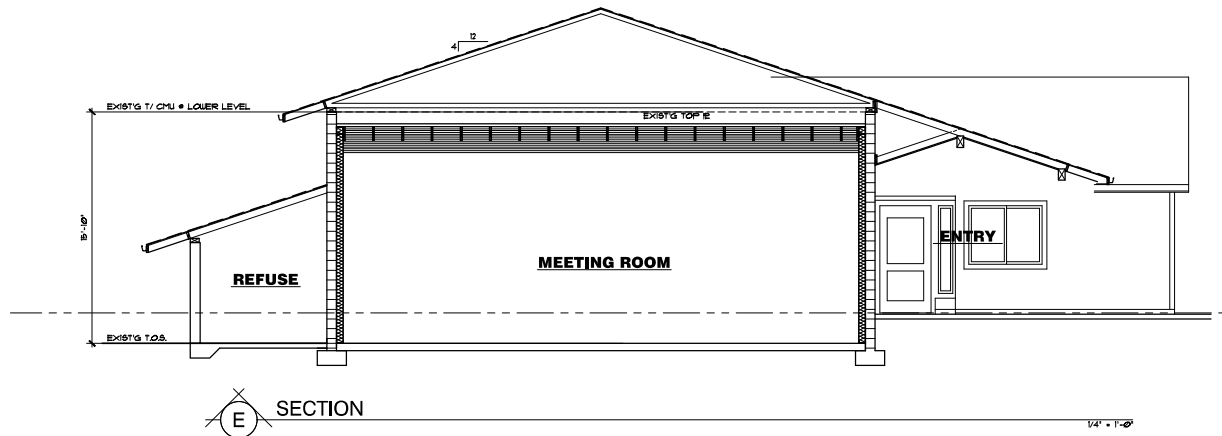 12
4
EXIST'G T/ CMU @ LOWER LEVEL
EXIST'G TOP 12
15'-10"
ENTRY
MEETING ROOM
REFUSE
EXIST'G T.O.S.
E SECTION
1/4" = 1'-0"